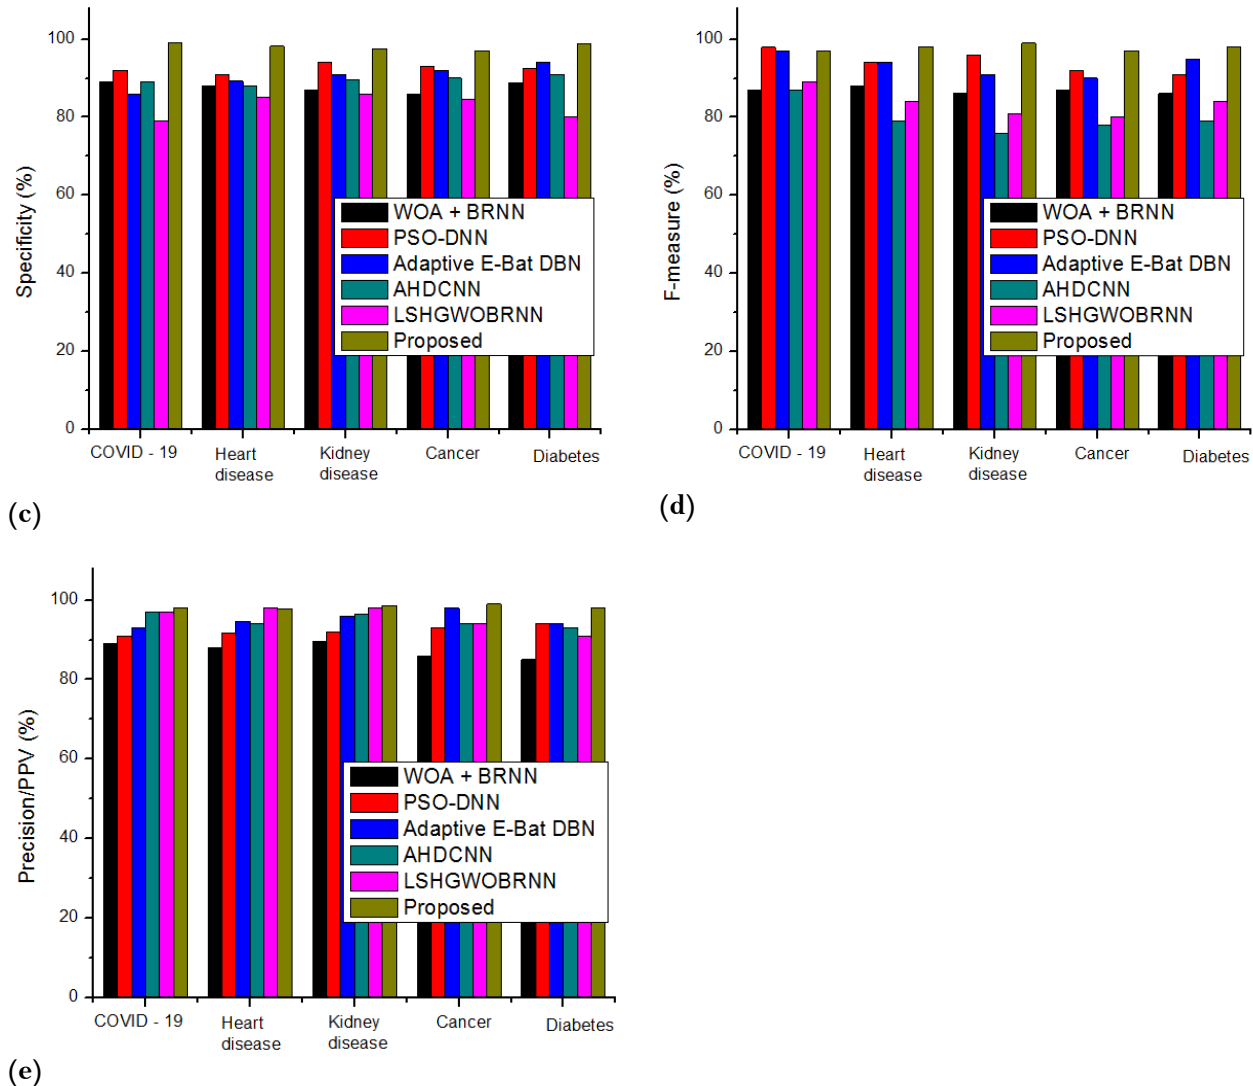 100
80
60
40
20
0
Specificity (%)
WOA + BRNN
PSO-DNN
Adaptive E-Bat DBN
AHDCNN
LSHGWOBRNN
Proposed
COVID - 19
Heart
disease
Kidney
disease
Cancer
Diabetes
(c)
100
80
60
40
20
0
F-measure (%)
WOA + BRNN
PSO-DNN
Adaptive E-Bat DBN
AHDCNN
LSHGWOBRNN
Proposed
COVID - 19
Heart
disease
Kidney
disease
Cancer
Diabetes
(d)
100
80
60
40
20
0
Precision/PPV (%)
WOA + BRNN
PSO-DNN
Adaptive E-Bat DBN
AHDCNN
LSHGWOBRNN
Proposed
COVID - 19
Heart
disease
Kidney
disease
Cancer
Diabetes
(e)